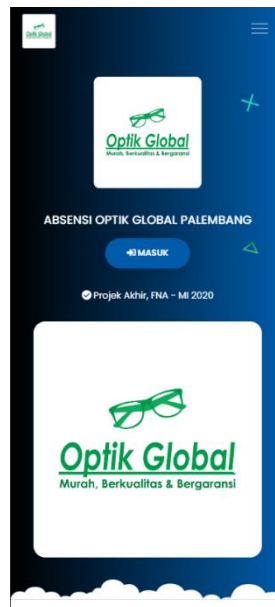 Optik Global
Optik Global
Murah, Berkualitas & Bergaransi
ABSENSI OPTIK GLOBAL PALEMBANG
MASUK
Projek Akhir, FNA - MI 2020
Optik Global
Murah, Berkualitas & Bergaransi